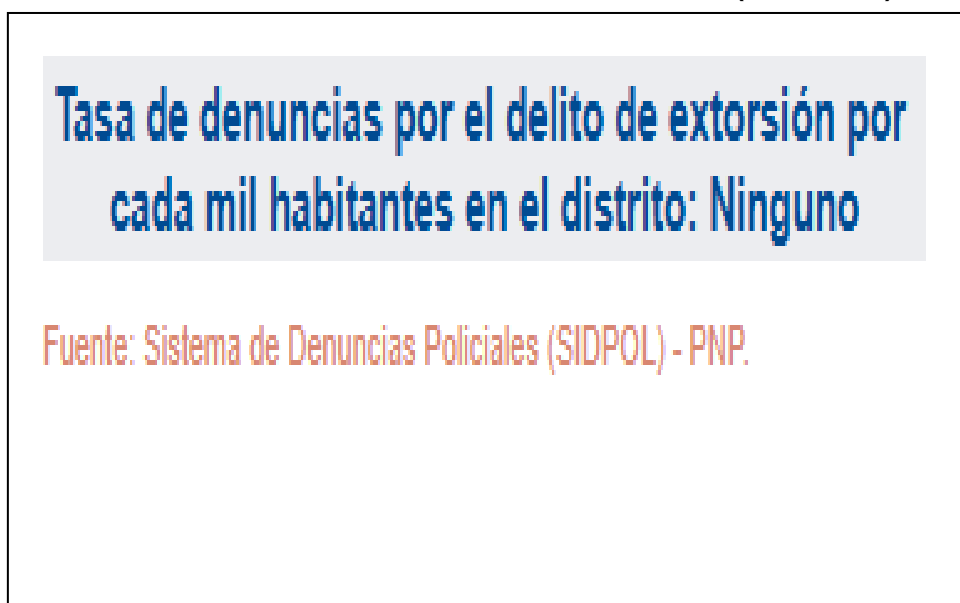 Tasa de denuncias por el delito de extorsión por
cada mil habitantes en el distrito: Ninguno
Fuente: Sistema de Denuncias Policiales (SIDPOL) - PNP.